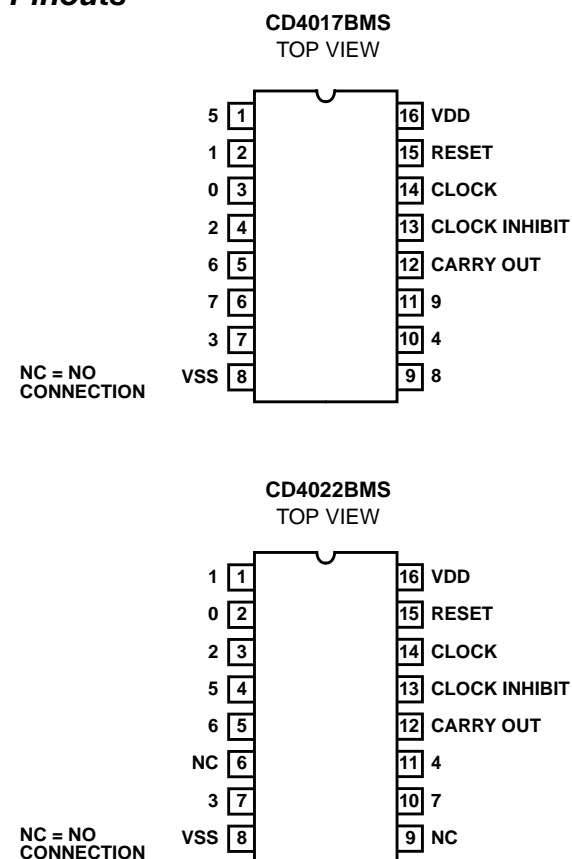 Pinouts
CD4017BMS
TOP VIEW
5 1 16 VDD
1 2 15 RESET
0 3 14 CLOCK
2 4 13 CLOCK INHIBIT
6 5 12 CARRY OUT
7 6 11 9
3 7 10 4
VSS 8 9 8
NC = NO
CONNECTION
CD4022BMS
TOP VIEW
1 1 16 VDD
0 2 15 RESET
2 3 14 CLOCK
5 4 13 CLOCK INHIBIT
6 5 12 CARRY OUT
NC 6 11 4
3 7 10 7
VSS 8 9 NC
NC = NO
CONNECTION